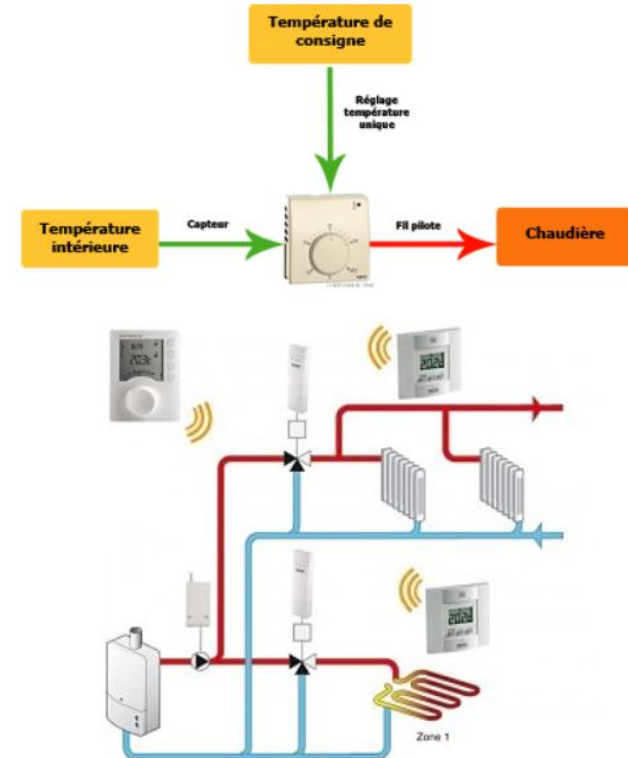 Température de
consigne
Réglage
température
unique
Température
intérieure
Capteur
Fil pilote
Chaudière
Zone 1